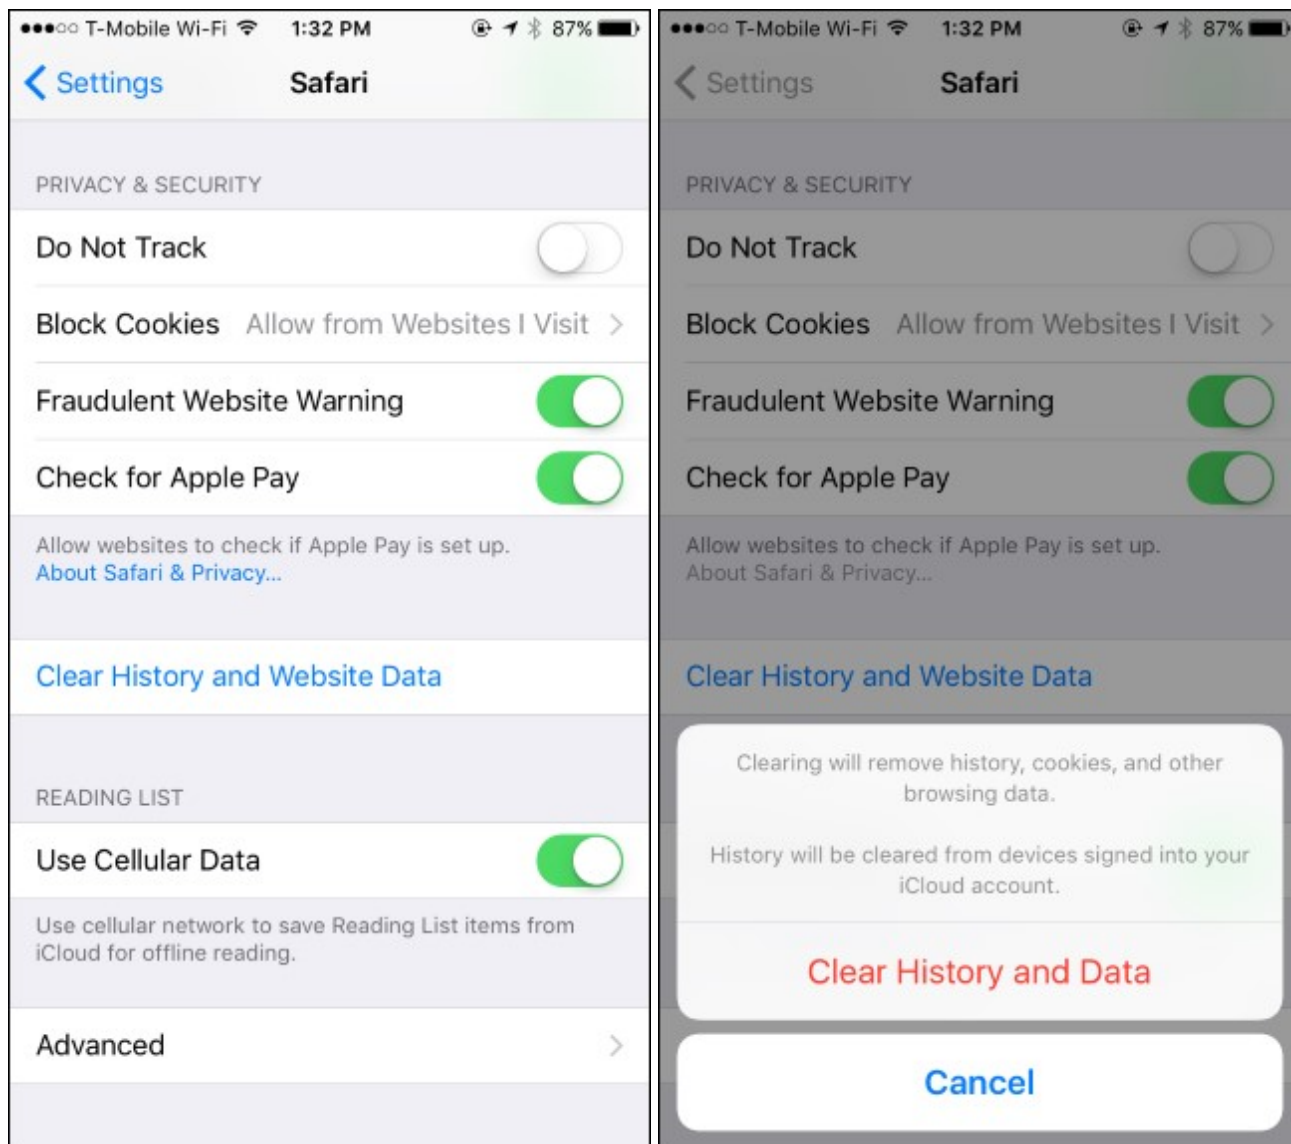 T-Mobile Wi-Fi 1:32 PM 87%
Settings Safari
PRIVACY & SECURITY
Do Not Track
Block Cookies Allow from Websites I Visit
Fraudulent Website Warning
Check for Apple Pay
Allow websites to check if Apple Pay is set up.
About Safari & Privacy...
Clear History and Website Data
READING LIST
Use Cellular Data
Use cellular network to save Reading List items from
iCloud for offline reading.
Advanced
T-Mobile Wi-Fi 1:32 PM 87%
Settings Safari
PRIVACY & SECURITY
Do Not Track
Block Cookies Allow from Websites I Visit
Fraudulent Website Warning
Check for Apple Pay
Allow websites to check if Apple Pay is set up.
About Safari & Privacy...
Clear History and Website Data
Clearing will remove history, cookies, and other
browsing data.
History will be cleared from devices signed into your
iCloud account.
Clear History and Data
Cancel